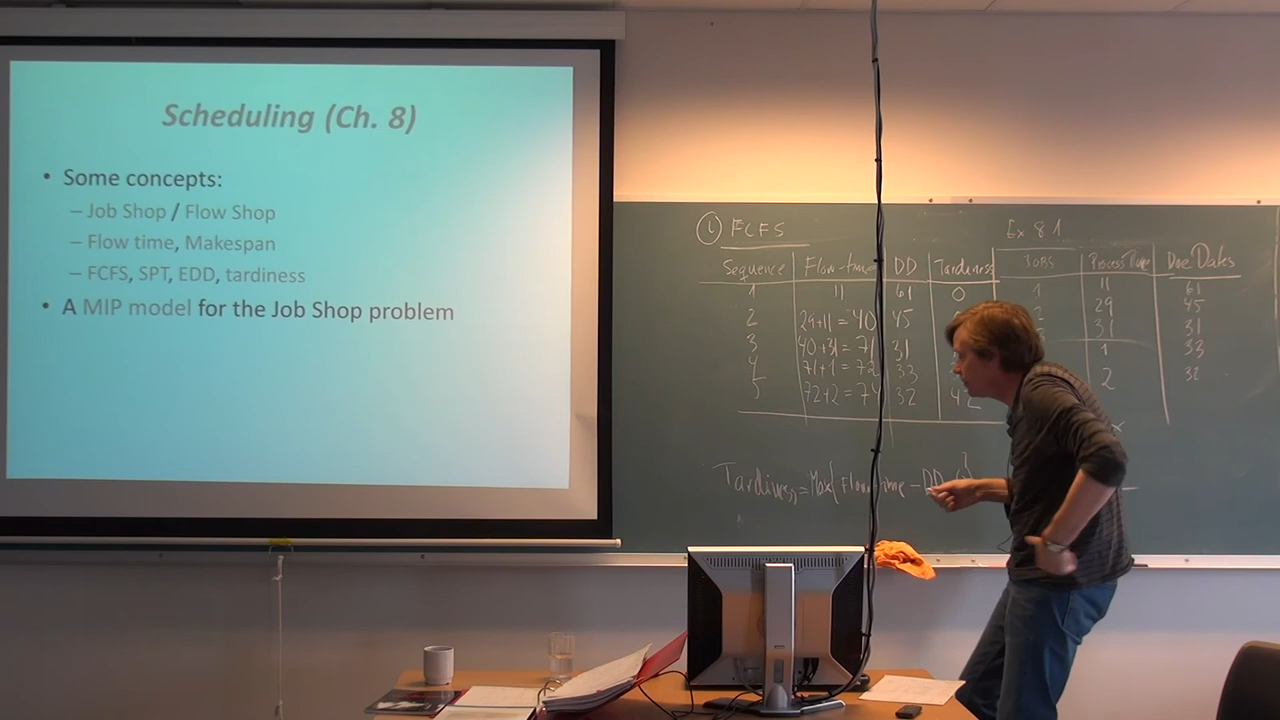 Scheduling (Ch. 8)
• Some concepts:
– Job Shop / Flow Shop
– Flow time, Makespan
– FCFS, SPT, EDD, tardiness
• A MIP model for the Job Shop problem
① FCFS
Sequence Flow-time DD Tardiness
1 11 61 0
2 29+11 = 40 45
3 40+31 = 71 31
4 71+1 = 72 33
5 72+2 = 74 32 42
Tardiness = Max{Flow-time - DD
Ex 8.1
JOBS Process Time Due Dates
1 11 61
2 29 45
31 31
1 33
2 32